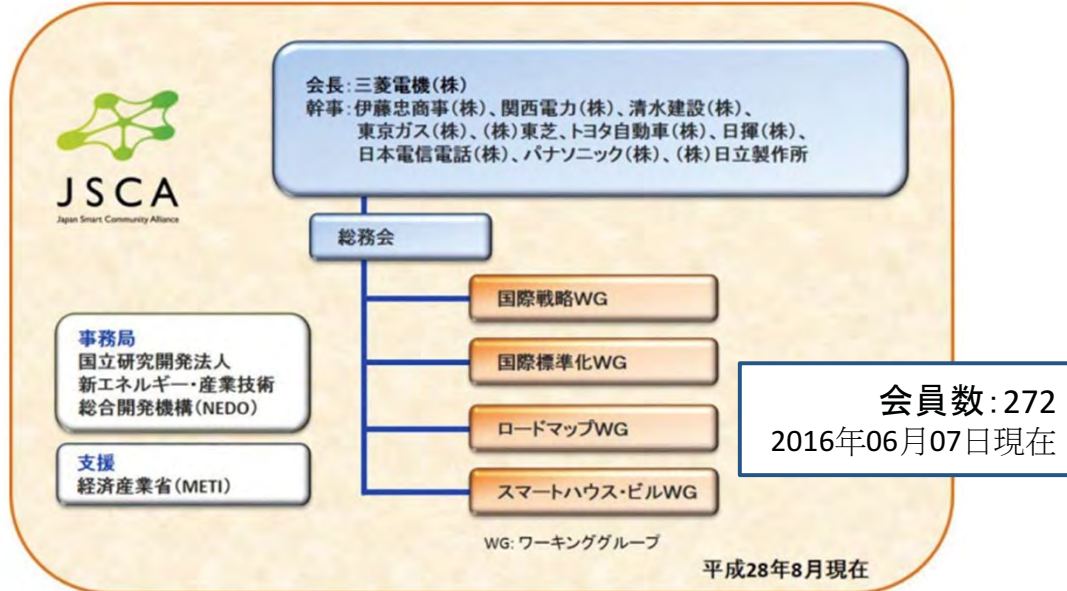 会長：三菱電機（株）
幹事：伊藤忠商事（株）、関西電力（株）、清水建設（株）、
東京ガス（株）、（株）東芝、トヨタ自動車（株）、日揮（株）、
日本電信電話（株）、パナソニック（株）、（株）日立製作所
JSCA
Japan Smart Community Alliance
総務会
国際戦略WG
国際標準化WG
ロードマップWG
スマートハウス・ビルWG
WG: ワーキンググループ
事務局
国立研究開発法人
新エネルギー・産業技術
総合開発機構（NEDO）
支援
経済産業省（METI）
会員数：272
2016年06月07日現在
平成28年8月現在